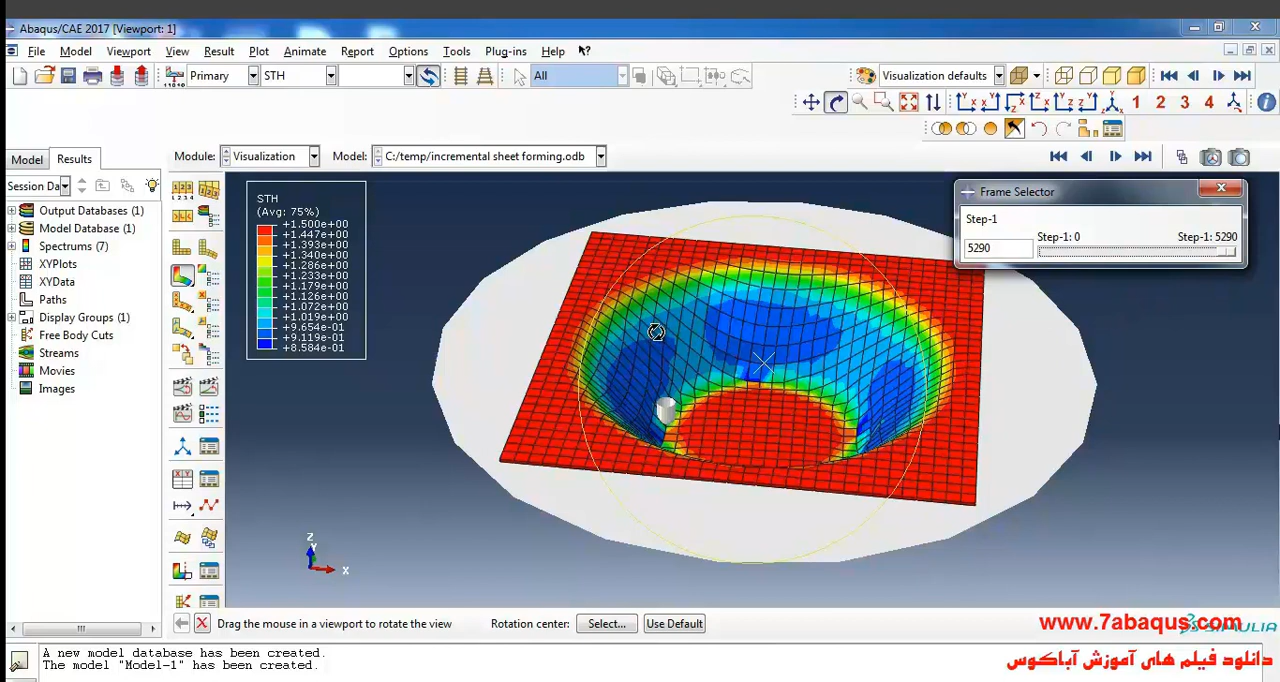 Abaqus/CAE 2017 [Viewport: 1]
File Model Viewport View Result Plot Animate Report Options Tools Plug-ins Help
Primary STH All Visualization defaults
1 2 3 4
Model Results Module: Visualization Model: C:/temp/incremental sheet forming.odb
Session Da
Output Databases (1)
Model Database (1)
Spectrums (7)
XYPlots
XYData
Paths
Display Groups (1)
Free Body Cuts
Streams
Movies
Images
STH
(Avg: 75%)
+1.500e+00
+1.447e+00
+1.393e+00
+1.340e+00
+1.286e+00
+1.233e+00
+1.179e+00
+1.126e+00
+1.072e+00
+1.019e+00
+9.654e-01
+9.119e-01
+8.584e-01
Frame Selector
Step-1
Step-1: 0 Step-1: 5290
5290
Z
Y
X
Drag the mouse in a viewport to rotate the view Rotation center: Select... Use Default
www.7abaqus.com
SIMULIA
A new model database has been created.
The model "Model-1" has been created.
دانلود فیلم های آموزش آباکوس